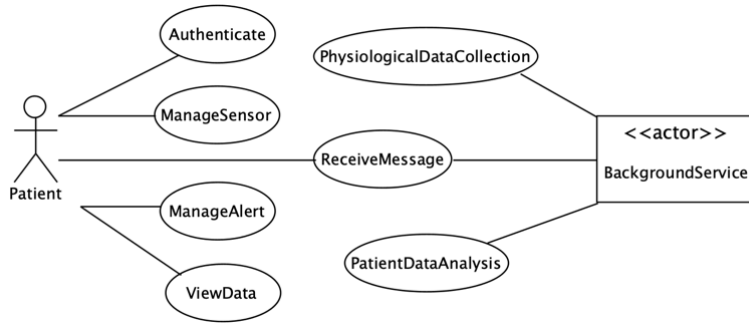 Authenticate
PhysiologicalDataCollection
ManageSensor
<<actor>>
ReceiveMessage
BackgroundService
Patient
ManageAlert
PatientDataAnalysis
ViewData